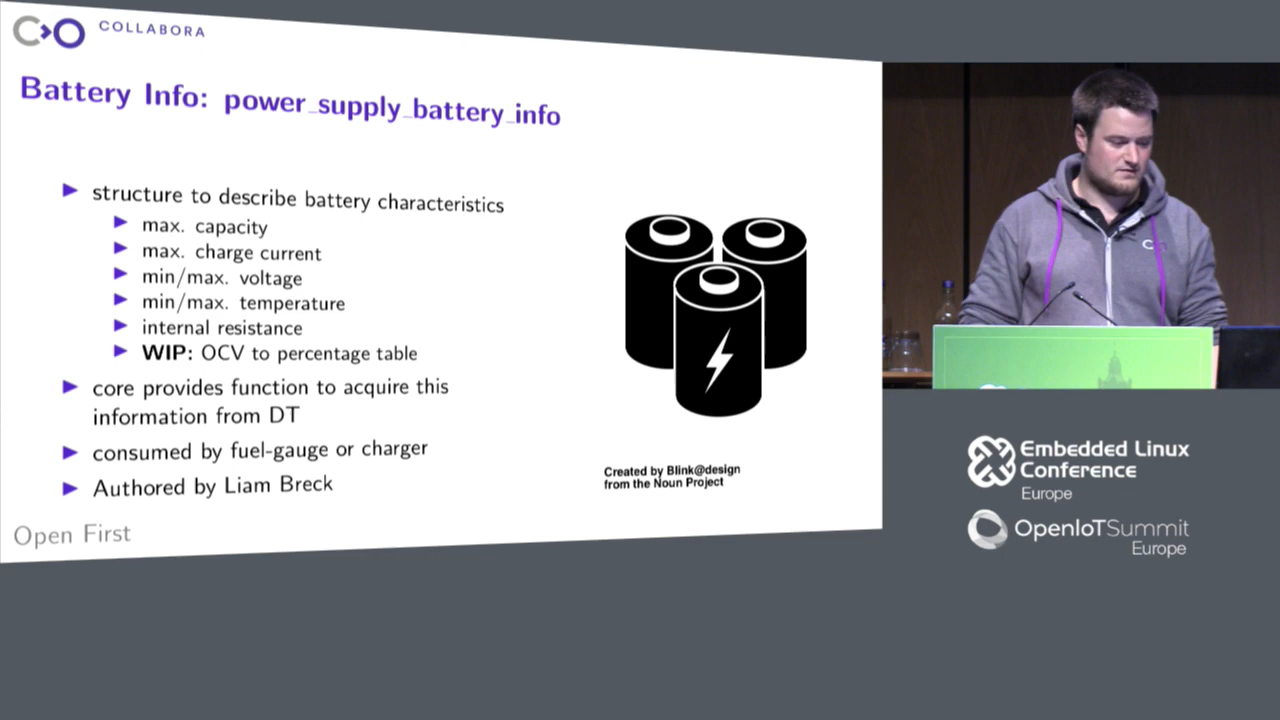 COLLABORA
Battery Info: power_supply_battery_info
structure to describe battery characteristics
max. capacity
max. charge current
min/max. voltage
min/max. temperature
internal resistance
WIP: OCV to percentage table
core provides function to acquire this
information from DT
consumed by fuel-gauge or charger
Authored by Liam Breck
Created by Blink@design
from the Noun Project
Open First
Embedded Linux
Conference
Europe
OpenIoTSummit
Europe